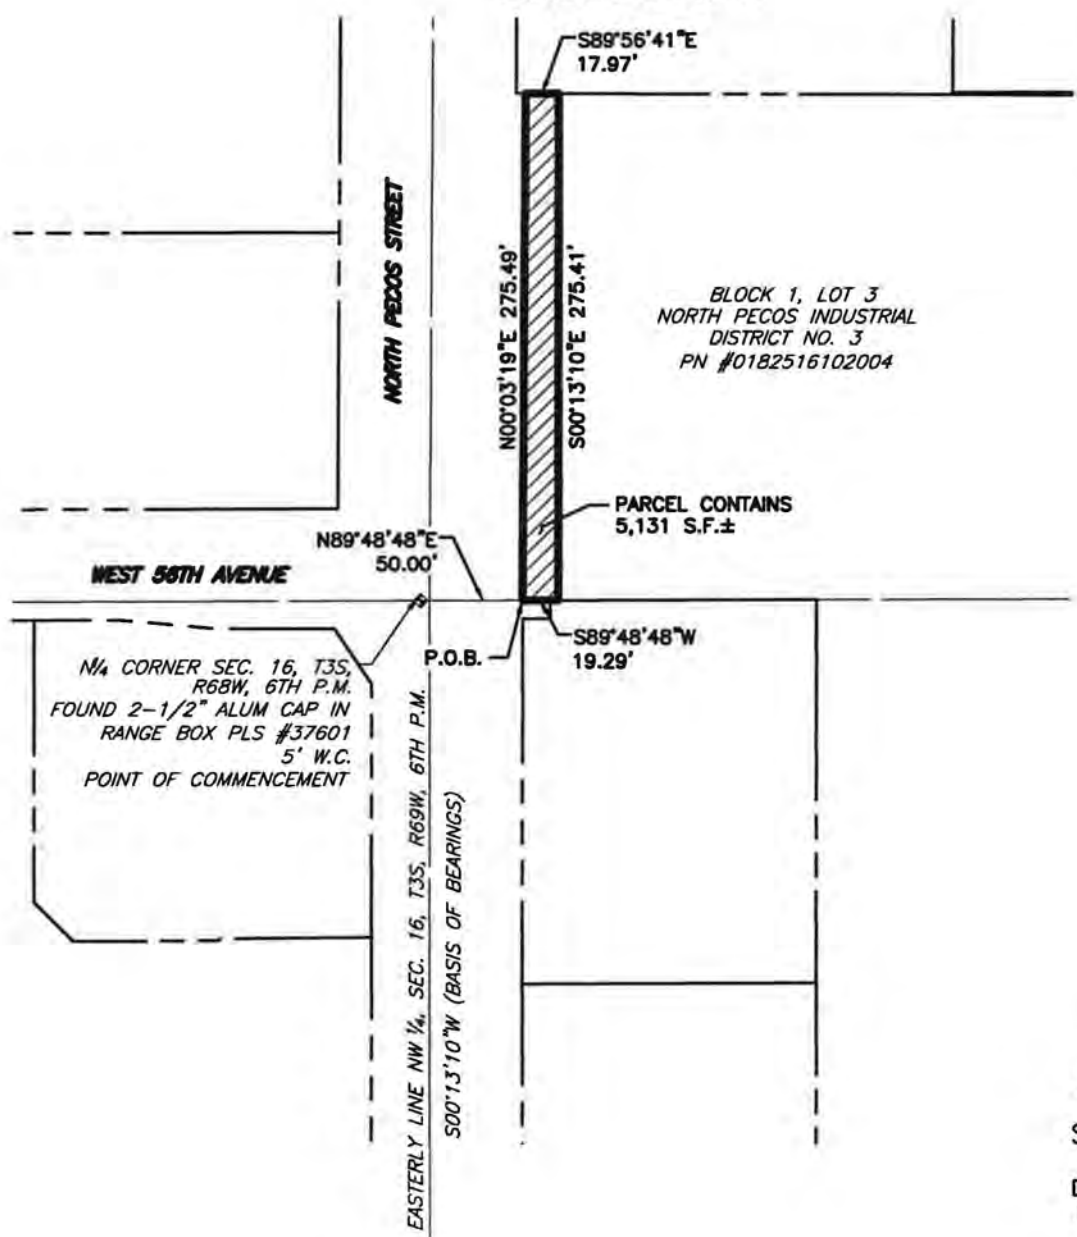 S89°56'41"E
17.97'
NORTH PECOS STREET
N00°03'19"E 275.49'
S00°13'10"E 275.41'
BLOCK 1, LOT 3
NORTH PECOS INDUSTRIAL
DISTRICT NO. 3
PN #0182516102004
PARCEL CONTAINS
5,131 S.F.±
N89°48'48"E
50.00'
WEST 56TH AVENUE
P.O.B.
S89°48'48"W
19.29'
N¼ CORNER SEC. 16, T3S,
R68W, 6TH P.M.
FOUND 2-1/2" ALUM CAP IN
RANGE BOX PLS #37601
5' W.C.
POINT OF COMMENCEMENT
EASTERLY LINE NW ¼, SEC. 16, T3S, R69W, 6TH P.M.
S00°13'10"W (BASIS OF BEARINGS)